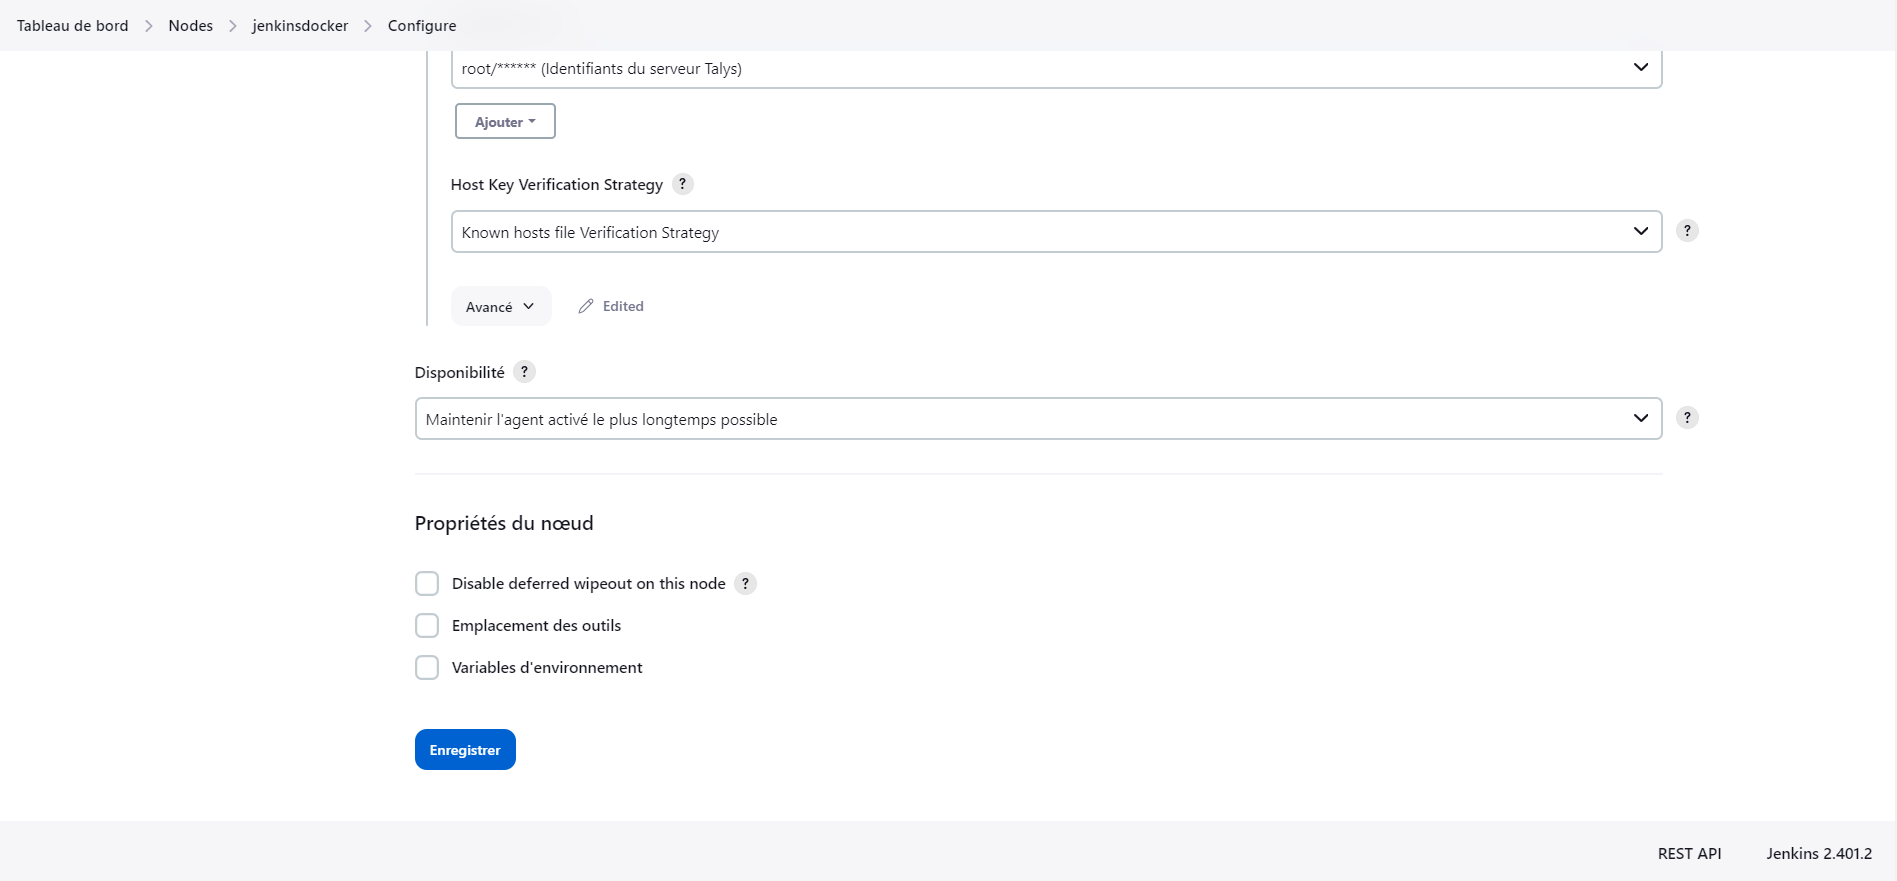 Tableau de bord > Nodes > jenkinsdocker > Configure
root/****** (Identifiants du serveur Talys)
Ajouter
Host Key Verification Strategy ?
Known hosts file Verification Strategy ?
Avancé Edited
Disponibilité ?
Maintenir l'agent activé le plus longtemps possible ?
Propriétés du nœud
Disable deferred wipeout on this node ?
Emplacement des outils
Variables d'environnement
Enregistrer
REST API Jenkins 2.401.2